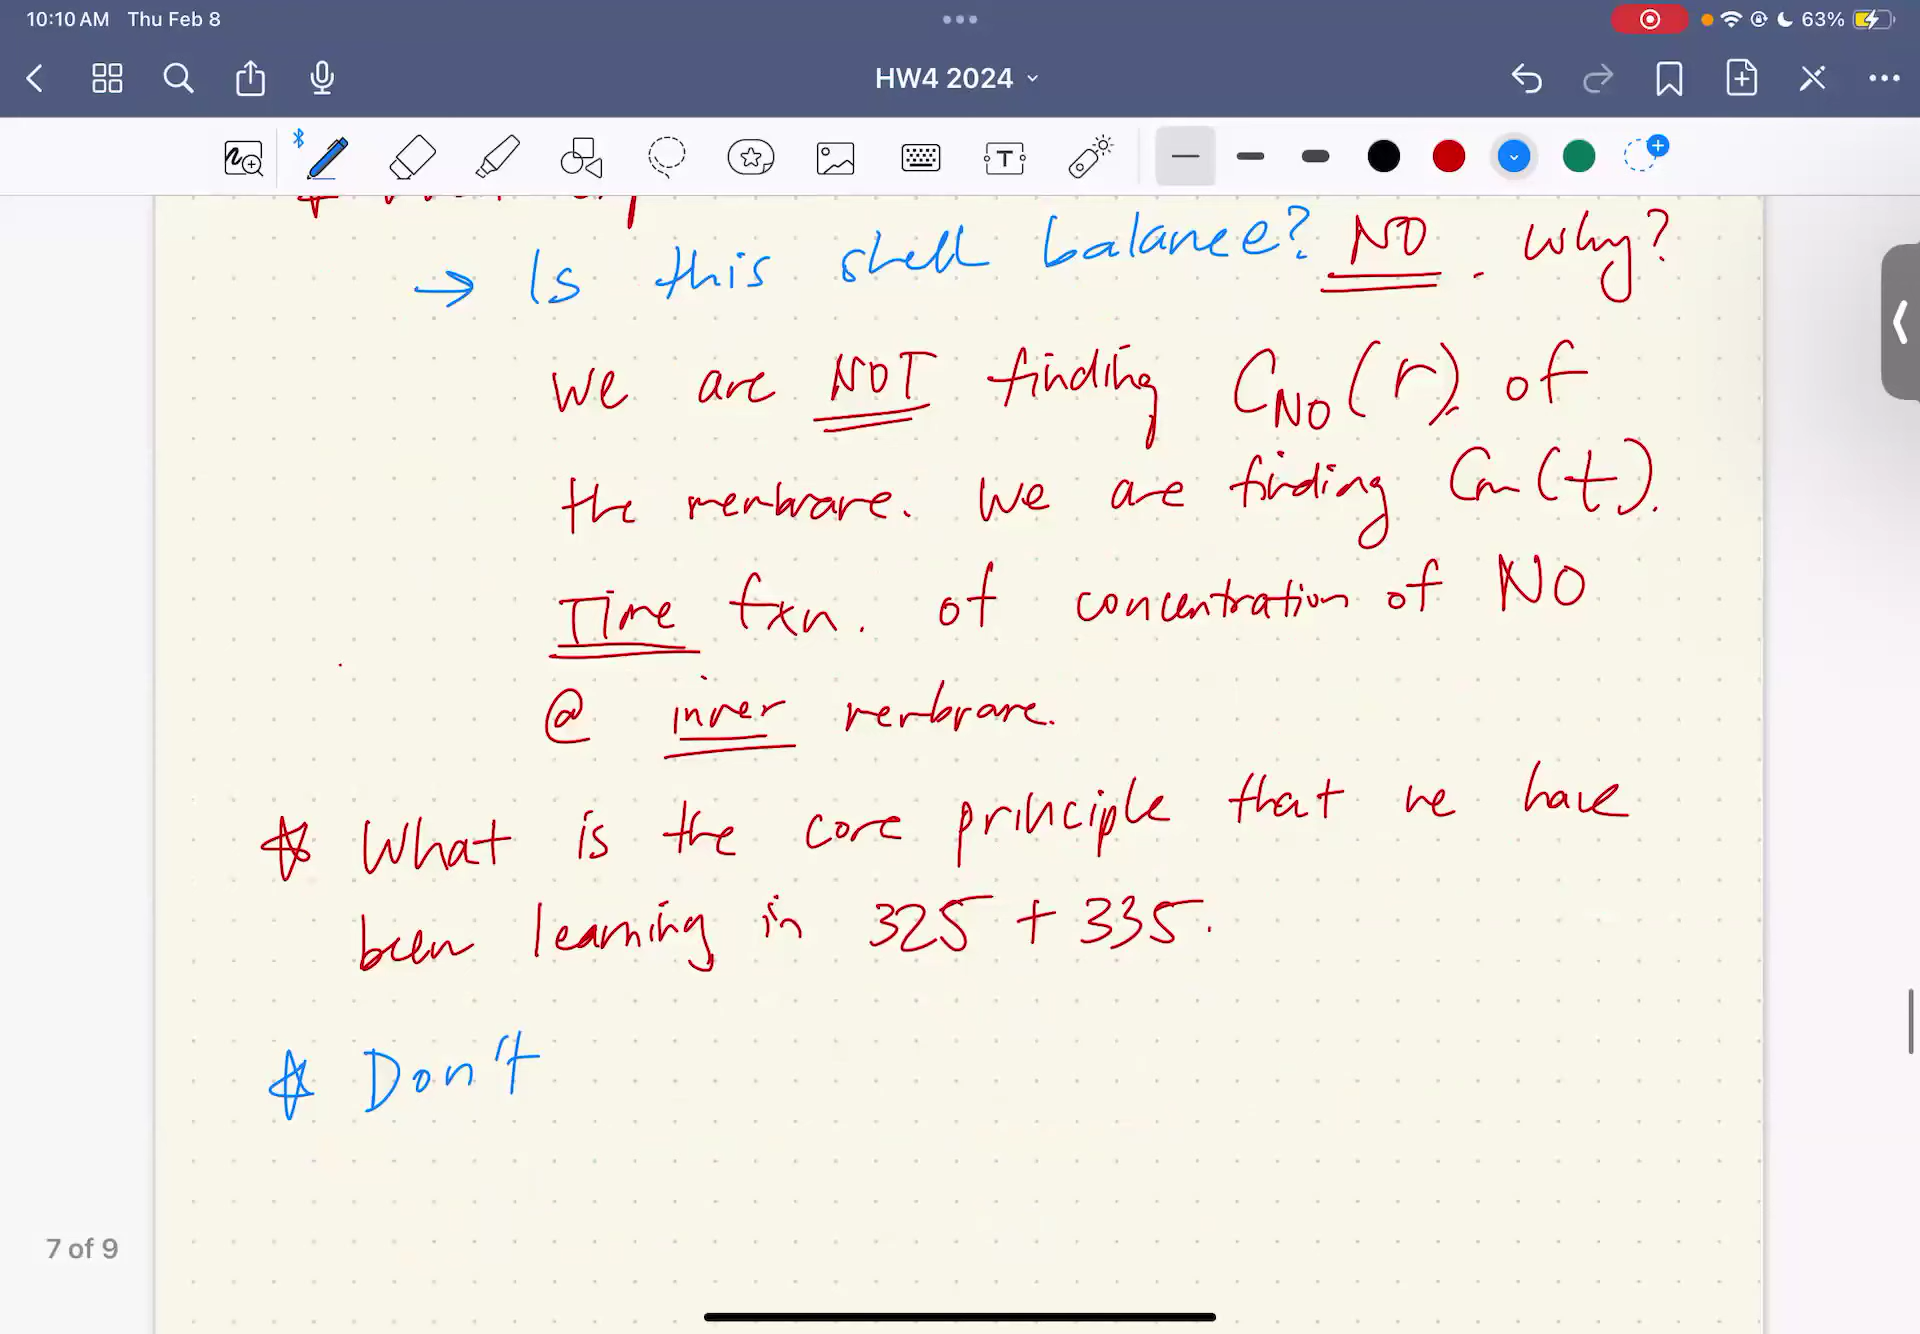 10:10 AM Thu Feb 8
63%
HW4 2024
→ Is this shell balance? NO. Why?
We are NOT finding C_NO(r) of
the membrane. We are finding Cm(t).
Time fxn. of concentration of NO
@ inner membrane.
☆ What is the core principle that we have
been learning in 325 + 335.
☆ Don't
7 of 9